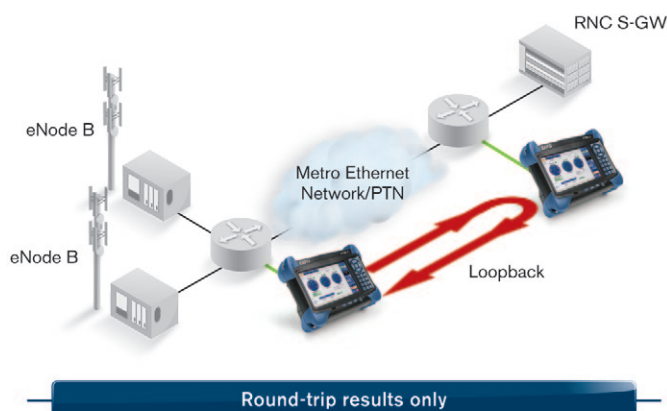 RNC S-GW
eNode B
Metro Ethernet
Network/PTN
eNode B
Loopback
Round-trip results only